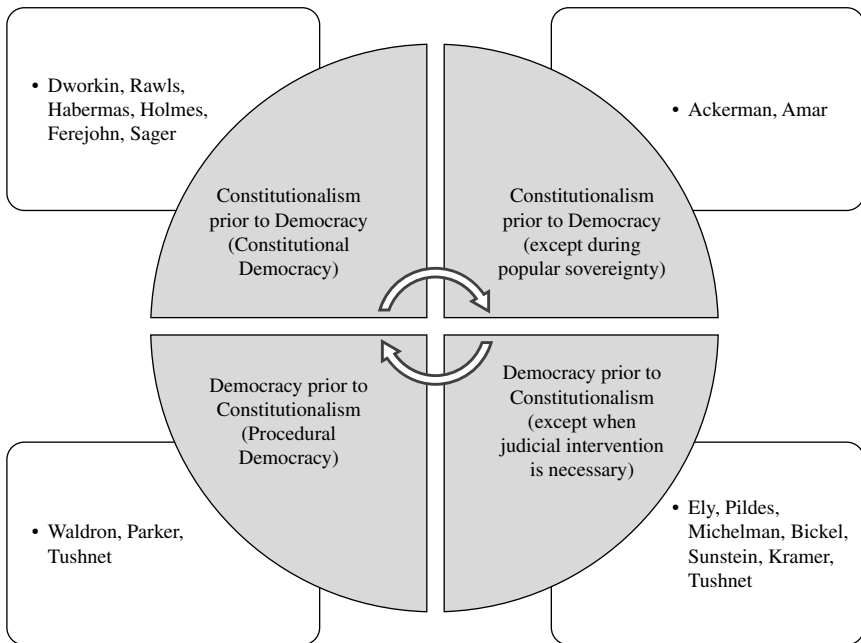 • Dworkin, Rawls,
Habermas, Holmes,
Ferejohn, Sager
• Ackerman, Amar
Constitutionalism
prior to Democracy
(Constitutional
Democracy)
Constitutionalism
prior to Democracy
(except during
popular sovereignty)
Democracy prior to
Constitutionalism
(Procedural
Democracy)
Democracy prior to
Constitutionalism
(except when
judicial intervention
is necessary)
• Waldron, Parker,
Tushnet
• Ely, Pildes,
Michelman, Bickel,
Sunstein, Kramer,
Tushnet